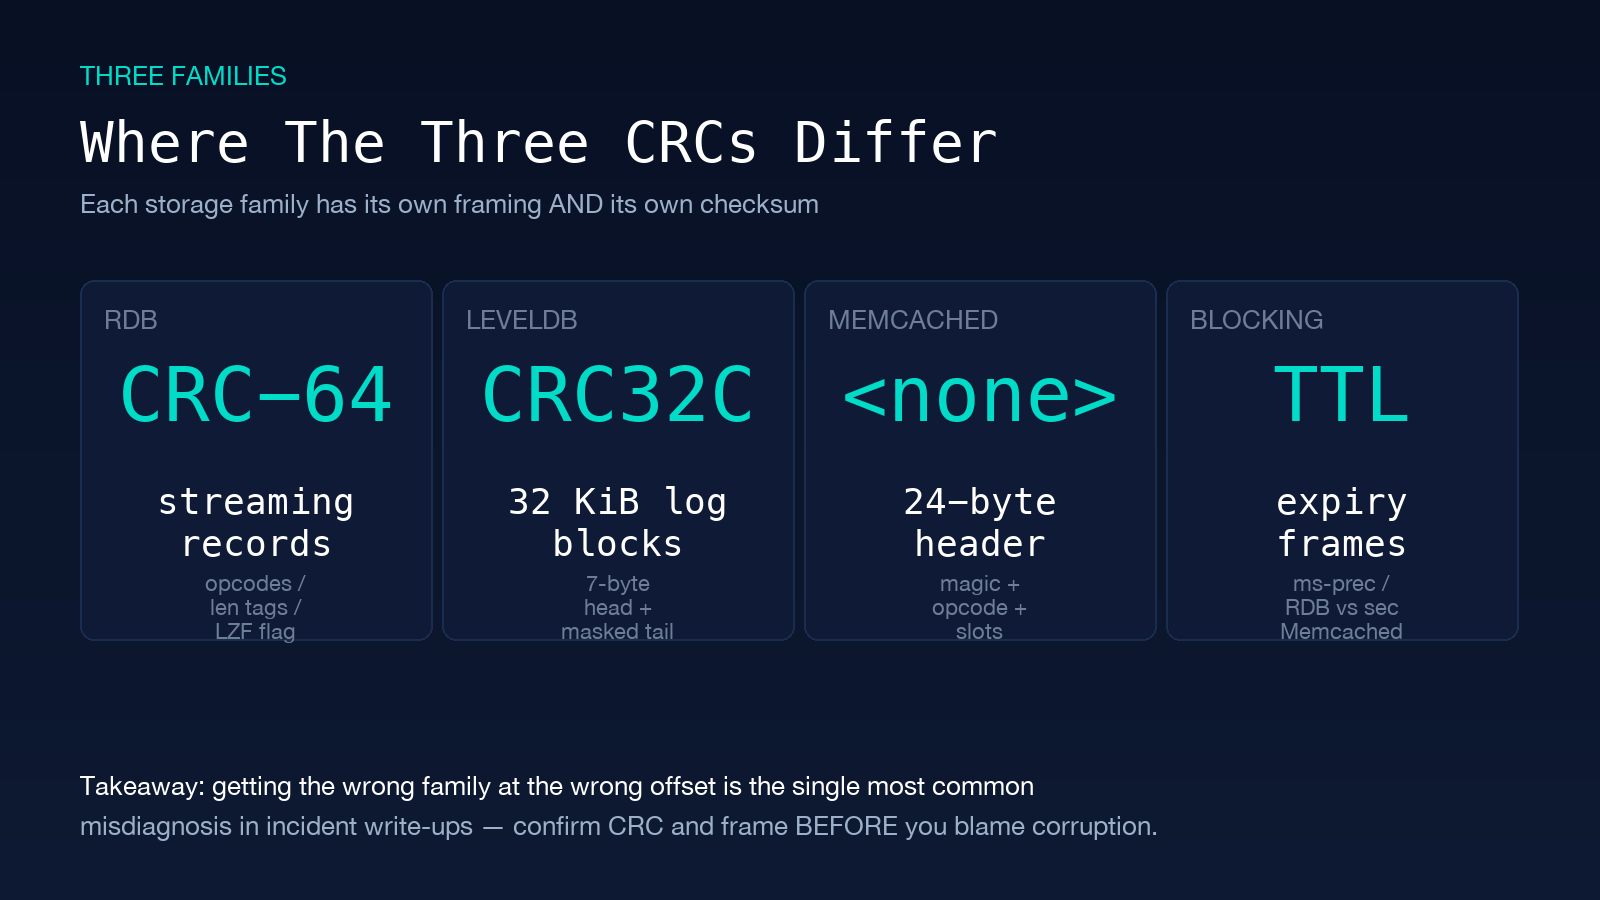 THREE FAMILIES
Where The Three CRCs Differ
Each storage family has its own framing AND its own checksum
RDB
CRC−64
streaming
records
opcodes /
len tags /
LZF flag
LEVELDB
CRC32C
32 KiB log
blocks
7-byte
head +
masked tail
MEMCACHED
<none>
24−byte
header
magic +
opcode +
slots
BLOCKING
TTL
expiry
frames
ms-prec /
RDB vs sec
Memcached
Takeaway: getting the wrong family at the wrong offset is the single most common
misdiagnosis in incident write-ups — confirm CRC and frame BEFORE you blame corruption.